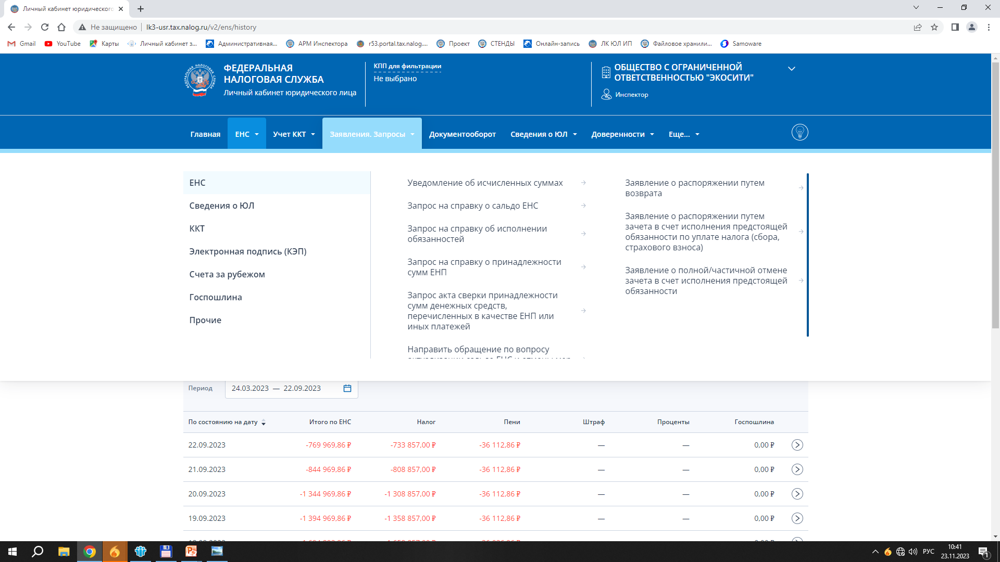 Личный кабинет юридического
Не защищено
lk3-usr.tax.nalog.ru/v2/ens/history
Gmail
YouTube
Карты
Личный кабинет з...
Административная...
АРМ Инспектора
r53.portal.tax.nalog....
Проект
СТЕНДЫ
Онлайн-запись
ЛК ЮЛ ИП
Файловое хранили...
Samoware
ФЕДЕРАЛЬНАЯ
НАЛОГОВАЯ СЛУЖБА
Личный кабинет юридического лица
КПП для фильтрации
Не выбрано
ОБЩЕСТВО С ОГРАНИЧЕННОЙ
ОТВЕТСТВЕННОСТЬЮ "ЭКОСИТИ"
Инспектор
Главная
ЕНС
Учет ККТ
Заявления. Запросы
Документооборот
Сведения о ЮЛ
Доверенности
Еще...
ЕНС
Сведения о ЮЛ
ККТ
Электронная подпись (КЭП)
Счета за рубежом
Госпошлина
Прочие
Уведомление об исчисленных суммах
Запрос на справку о сальдо ЕНС
Запрос на справку об исполнении
обязанностей
Запрос на справку о принадлежности
сумм ЕНП
Запрос акта сверки принадлежности
сумм денежных средств,
перечисленных в качестве ЕНП или
иных платежей
Направить обращение по вопросу
Заявление о распоряжении путем
возврата
Заявление о распоряжении путем
зачета в счет исполнения предстоящей
обязанности по уплате налога (сбора,
страхового взноса)
Заявление о полной/частичной отмене
зачета в счет исполнения предстоящей
обязанности
Период
24.03.2023 — 22.09.2023
По состоянию на дату Итого по ЕНС Налог Пени Штраф Проценты Госпошлина
22.09.2023 -769 969,86 ₽ -733 857,00 ₽ -36 112,86 ₽ — — 0,00 ₽
21.09.2023 -844 969,86 ₽ -808 857,00 ₽ -36 112,86 ₽ — — 0,00 ₽
20.09.2023 -1 344 969,86 ₽ -1 308 857,00 ₽ -36 112,86 ₽ — — 0,00 ₽
19.09.2023 -1 394 969,86 ₽ -1 358 857,00 ₽ -36 112,86 ₽ — — 0,00 ₽
РУС
10:41
23.11.2023
1